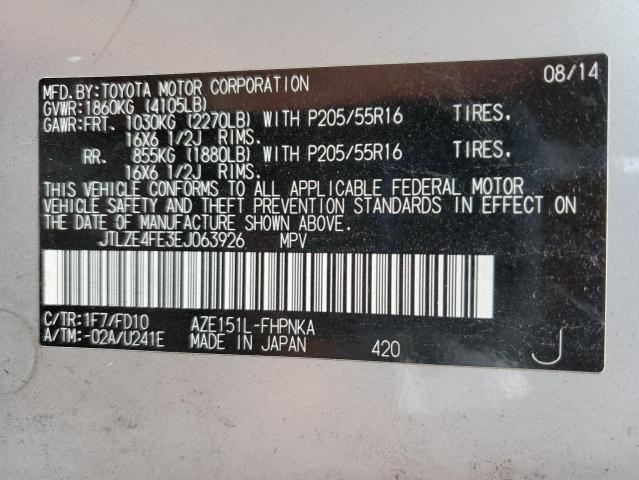 MFD.BY:TOYOTA MOTOR CORPORATION 08/14
GVWR:1860KG (4105LB)
GAWR:FRT. 1030KG (2270LB) WITH P205/55R16 TIRES,
16X6 1/2J RIMS.
RR. 855KG (1880LB) WITH P205/55R16 TIRES,
16X6 1/2J RIMS.
THIS VEHICLE CONFORMS TO ALL APPLICABLE FEDERAL MOTOR
VEHICLE SAFETY AND THEFT PREVENTION STANDARDS IN EFFECT ON
THE DATE OF MANUFACTURE SHOWN ABOVE.
JTLZE4FE3EJ063926 MPV
C/TR:1F7/FD10 AZE151L-FHPNKA
A/TM:-02A/U241E MADE IN JAPAN 420 J